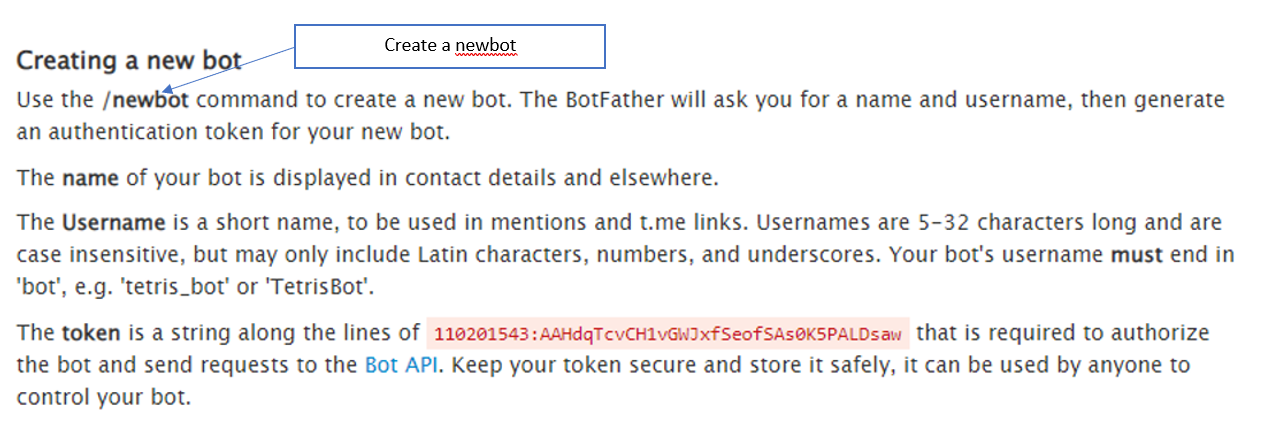 Create a newbot
Creating a new bot
Use the /newbot command to create a new bot. The BotFather will ask you for a name and username, then generate
an authentication token for your new bot.
The name of your bot is displayed in contact details and elsewhere.
The Username is a short name, to be used in mentions and t.me links. Usernames are 5-32 characters long and are
case insensitive, but may only include Latin characters, numbers, and underscores. Your bot's username must end in
'bot', e.g. 'tetris_bot' or 'TetrisBot'.
The token is a string along the lines of 110201543:AAHdqTcvCH1vGWJxfSeofSAs0K5PALDsaw that is required to authorize
the bot and send requests to the Bot API. Keep your token secure and store it safely, it can be used by anyone to
control your bot.